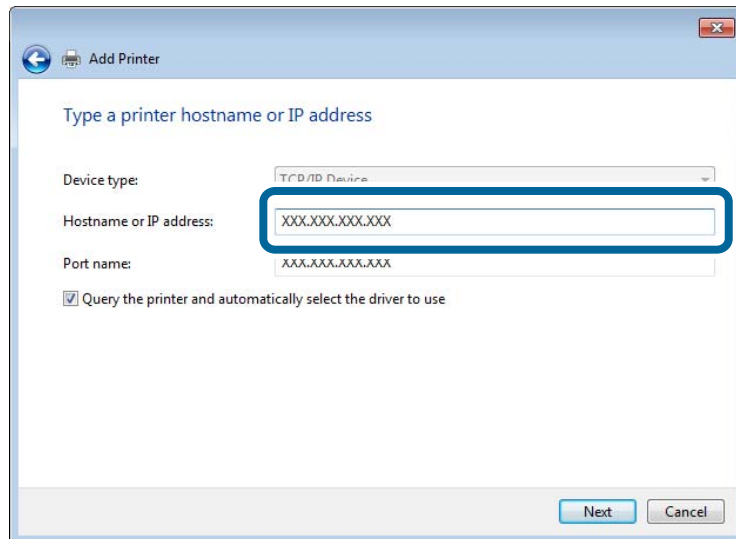 Add Printer
Type a printer hostname or IP address
Device type: TCP/IP Device
Hostname or IP address: XXX.XXX.XXX.XXX
Port name: XXX.XXX.XXX.XXX
Query the printer and automatically select the driver to use
Next Cancel